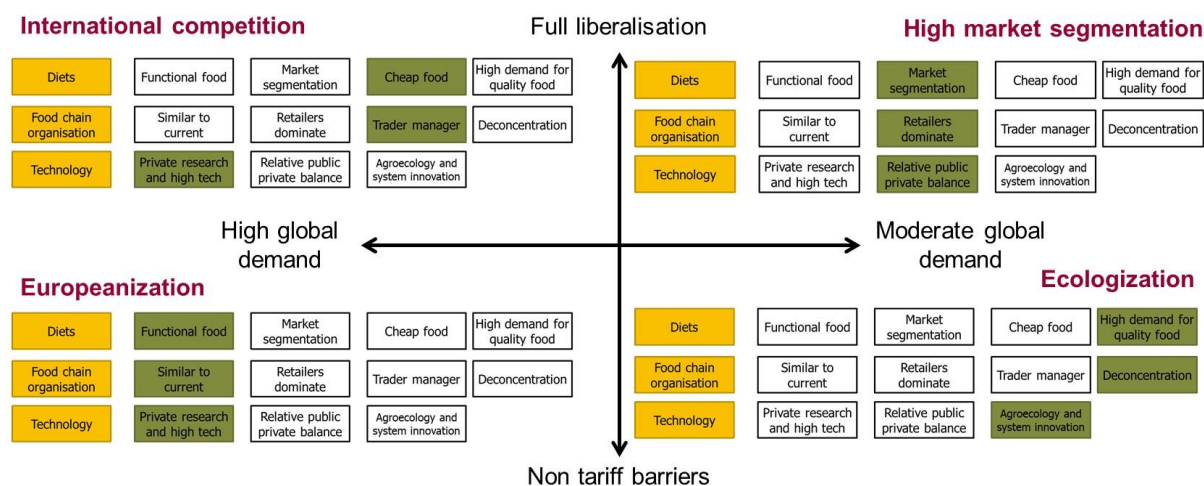 International competition
Full liberalisation
High market segmentation
Diets
Functional food
Market
segmentation
Cheap food
High demand for
quality food
Food chain
organisation
Similar to
current
Retailers
dominate
Trader manager
Deconcentration
Technology
Private research
and high tech
Relative public
private balance
Agroecology and
system innovation
Diets
Functional food
Market
segmentation
Cheap food
High demand for
quality food
Food chain
organisation
Similar to
current
Retailers
dominate
Trader manager
Deconcentration
Technology
Private research
and high tech
Relative public
private balance
Agroecology and
system innovation
High global
demand
Moderate global
demand
Europeanization
Ecologization
Diets
Functional food
Market
segmentation
Cheap food
High demand for
quality food
Food chain
organisation
Similar to
current
Retailers
dominate
Trader manager
Deconcentration
Technology
Private research
and high tech
Relative public
private balance
Agroecology and
system innovation
Diets
Functional food
Market
segmentation
Cheap food
High demand for
quality food
Food chain
organisation
Similar to
current
Retailers
dominate
Trader manager
Deconcentration
Technology
Private research
and high tech
Relative public
private balance
Agroecology and
system innovation
Non tariff barriers